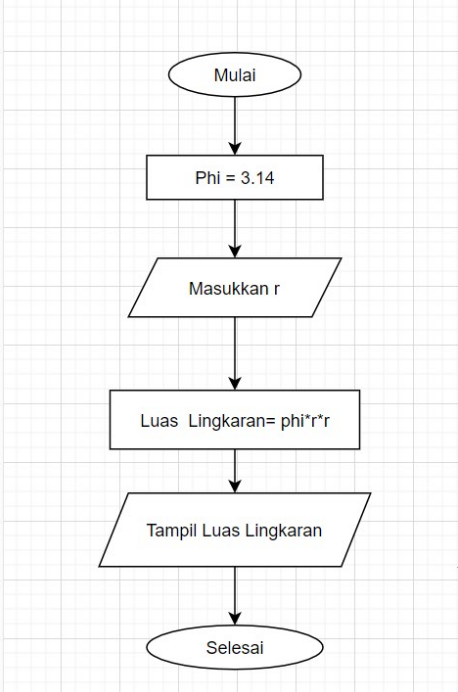 Mulai
Phi = 3.14
Masukkan r
Luas  Lingkaran= phi*r*r
Tampil Luas Lingkaran
Selesai